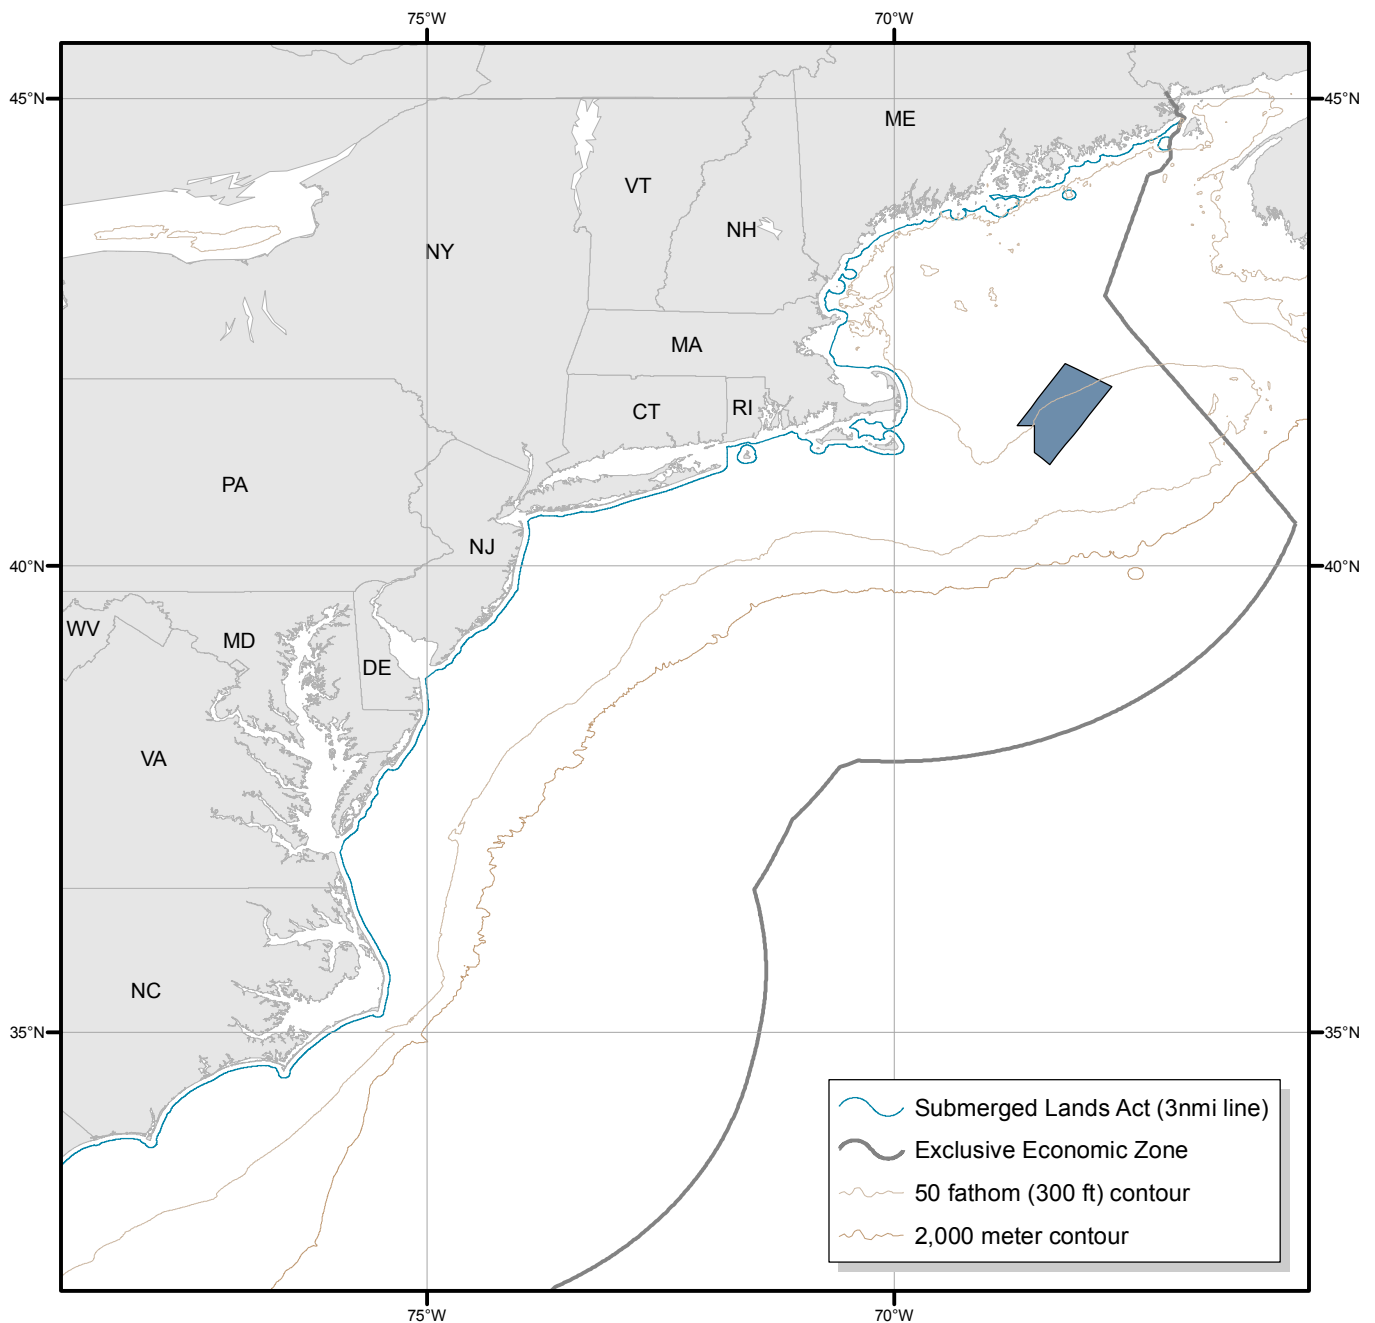 75°W 70°W
45°N 45°N
ME
VT
NH
NY
MA
CT RI
PA
NJ
40°N 40°N
WV
MD
DE
VA
NC
35°N 35°N
Submerged Lands Act (3nmi line)
Exclusive Economic Zone
50 fathom (300 ft) contour
2,000 meter contour
75°W 70°W